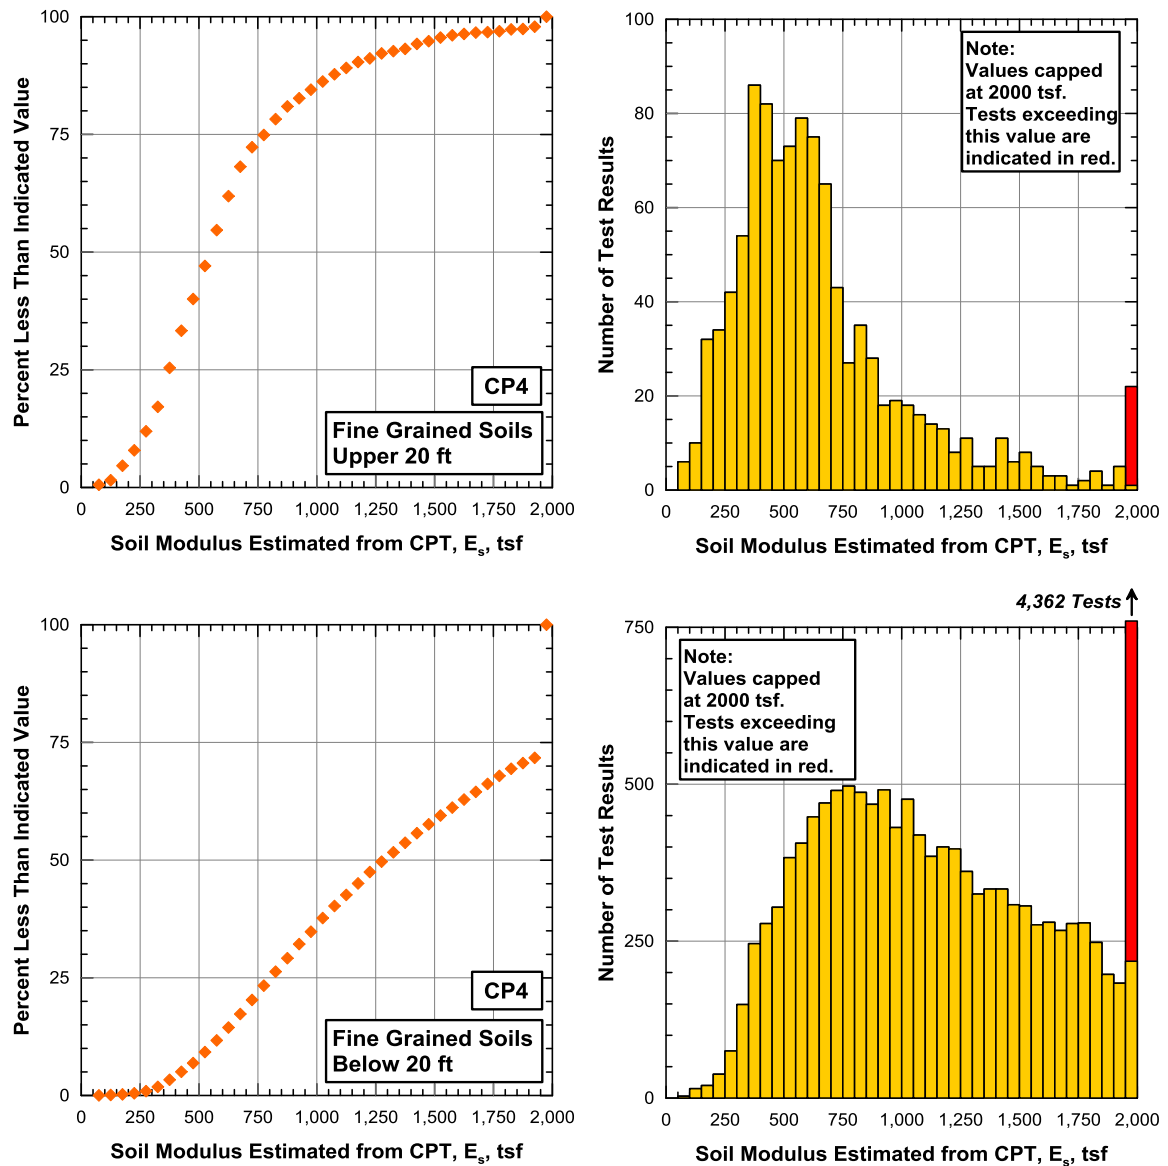 100
75
50
25
0
Percent Less Than Indicated Value
CP4
Fine Grained Soils
Upper 20 ft
0 250 500 750 1,000 1,250 1,500 1,750 2,000
Soil Modulus Estimated from CPT, Es, tsf
100
80
60
40
20
0
Number of Test Results
Note:
Values capped
at 2000 tsf.
Tests exceeding
this value are
indicated in red.
0 250 500 750 1,000 1,250 1,500 1,750 2,000
Soil Modulus Estimated from CPT, Es, tsf
100
75
50
25
0
Percent Less Than Indicated Value
CP4
Fine Grained Soils
Below 20 ft
0 250 500 750 1,000 1,250 1,500 1,750 2,000
Soil Modulus Estimated from CPT, Es, tsf
4,362 Tests
750
500
250
0
Number of Test Results
Note:
Values capped
at 2000 tsf.
Tests exceeding
this value are
indicated in red.
0 250 500 750 1,000 1,250 1,500 1,750 2,000
Soil Modulus Estimated from CPT, Es, tsf